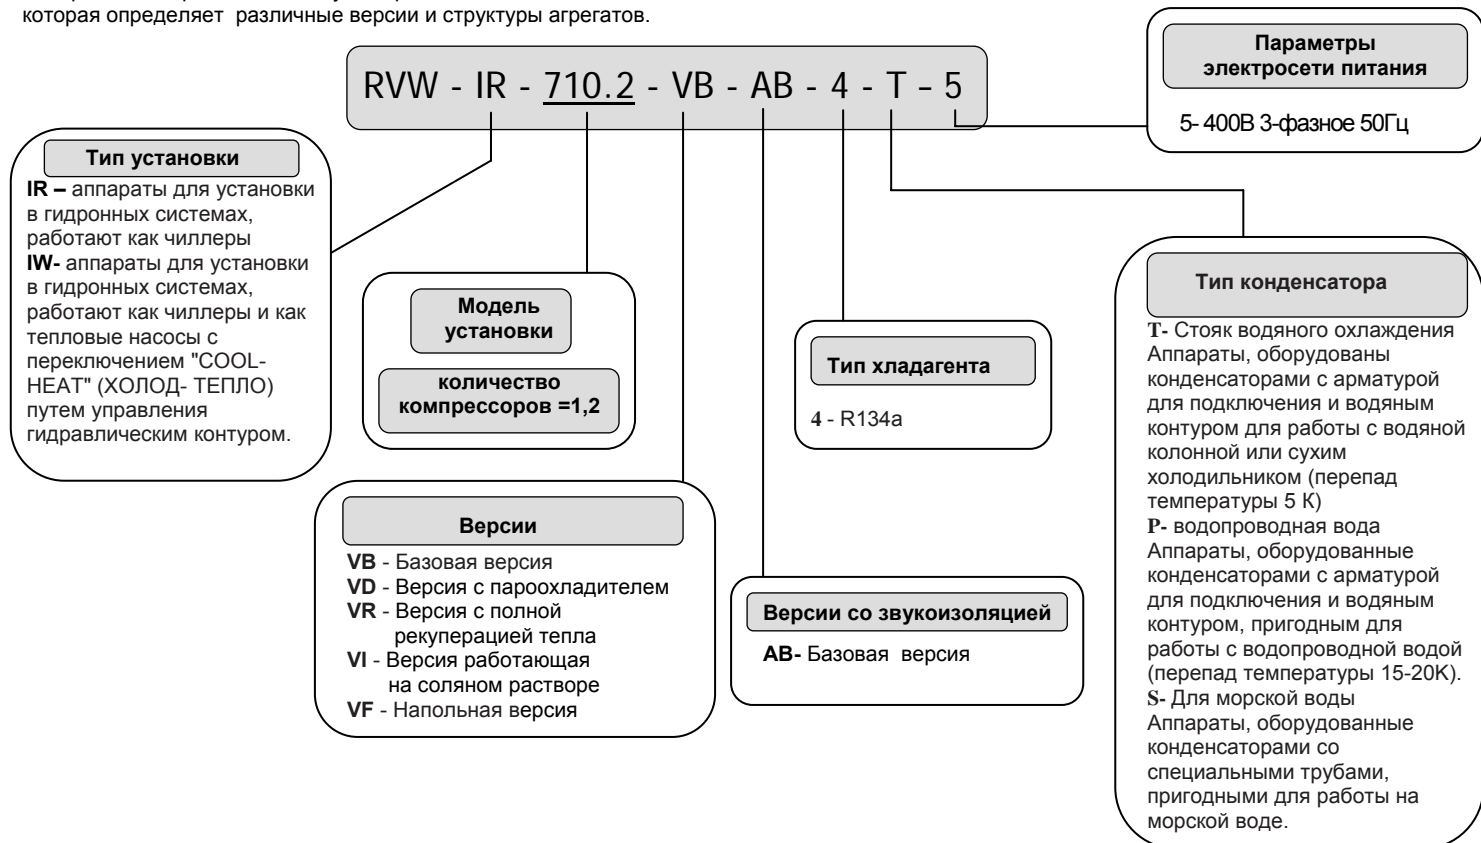 которая определяет различные версии и структуры агрегатов.
RVW - IR - 710.2 - VB - AB - 4 - T - 5
Параметры
электросети питания
5- 400В 3-фазное 50Гц
Тип установки
IR – аппараты для установки
в гидронных системах,
работают как чиллеры
IW- аппараты для установки
в гидронных системах,
работают как чиллеры и как
тепловые насосы с
переключением "COOL-
HEAT" (ХОЛОД- ТЕПЛО)
путем управления
гидравлическим контуром.
Модель
установки
количество
компрессоров =1,2
Версии
VB - Базовая версия
VD - Версия с пароохладителем
VR - Версия с полной
рекуперацией тепла
VI - Версия работающая
на соляном растворе
VF - Напольная версия
Версии со звукоизоляцией
AB- Базовая версия
Тип хладагента
4 - R134a
Тип конденсатора
T- Стояк водяного охлаждения
Аппараты, оборудованы
конденсаторами с арматурой
для подключения и водяным
контуром для работы с водяной
колонной или сухим
холодильником (перепад
температуры 5 К)
P- водопроводная вода
Аппараты, оборудованные
конденсаторами с арматурой
для подключения и водяным
контуром, пригодным для
работы с водопроводной водой
(перепад температуры 15-20K).
S- Для морской воды
Аппараты, оборудованные
конденсаторами со
специальными трубами,
пригодными для работы на
морской воде.